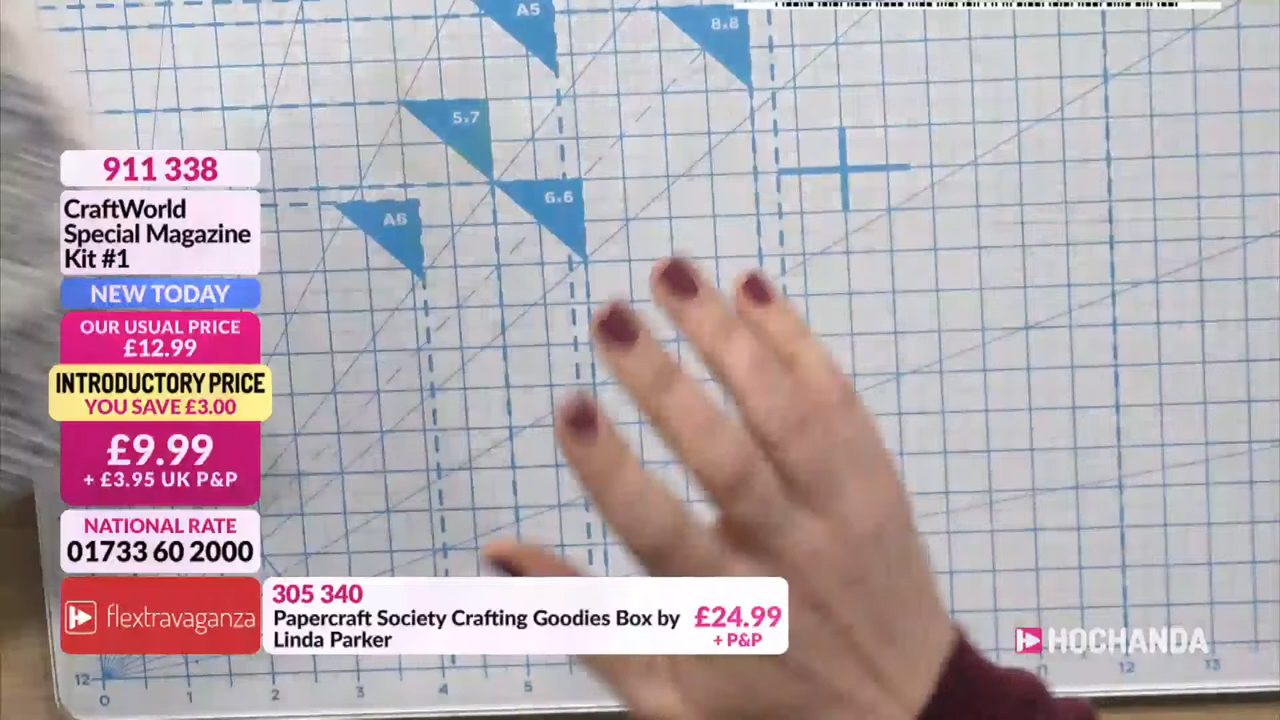 A5
8x8
5x7
6x6
A6
911 338
CraftWorld
Special Magazine
Kit #1
NEW TODAY
OUR USUAL PRICE
£12.99
INTRODUCTORY PRICE
YOU SAVE £3.00
£9.99
+ £3.95 UK P&P
NATIONAL RATE
01733 60 2000
flextravaganza
305 340
Papercraft Society Crafting Goodies Box by
Linda Parker
£24.99
+ P&P
HOCHANDA
12
0
1
2
3
4
5
11
12
13